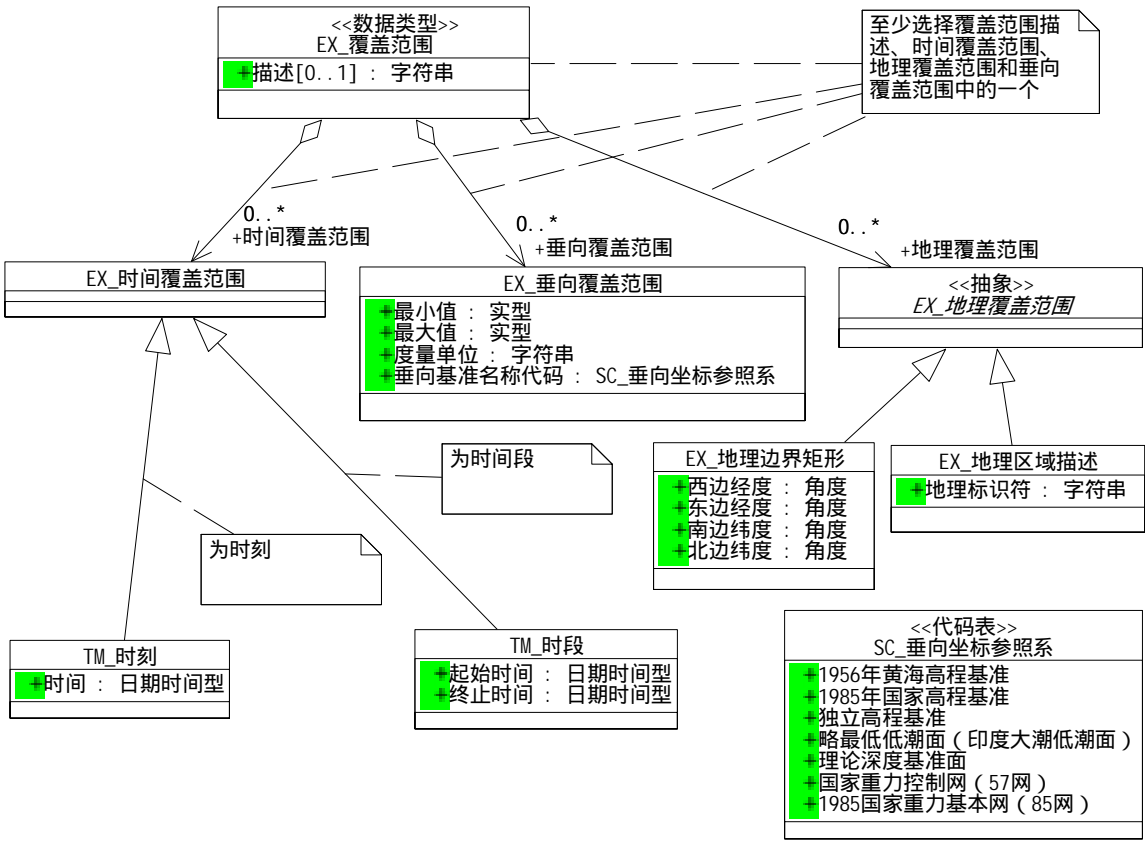 <<数据类型>>
EX_覆盖范围
+描述[0..1] : 字符串
至少选择覆盖范围描
述、时间覆盖范围、
地理覆盖范围和垂向
覆盖范围中的一个
0..*
+时间覆盖范围
0..*
+垂向覆盖范围
0..*
+地理覆盖范围
EX_时间覆盖范围
EX_垂向覆盖范围
+最小值 : 实型
+最大值 : 实型
+度量单位 : 字符串
+垂向基准名称代码 : SC_垂向坐标参照系
<<抽象>>
EX_地理覆盖范围
为时间段
为时刻
EX_地理边界矩形
+西边经度 : 角度
+东边经度 : 角度
+南边纬度 : 角度
+北边纬度 : 角度
EX_地理区域描述
+地理标识符 : 字符串
TM_时刻
+时间 : 日期时间型
TM_时段
+起始时间 : 日期时间型
+终止时间 : 日期时间型
<<代码表>>
SC_垂向坐标参照系
+1956年黄海高程基准
+1985年国家高程基准
+独立高程基准
+略最低低潮面（印度大潮低潮面）
+理论深度基准面
+国家重力控制网（57网）
+1985国家重力基本网（85网）